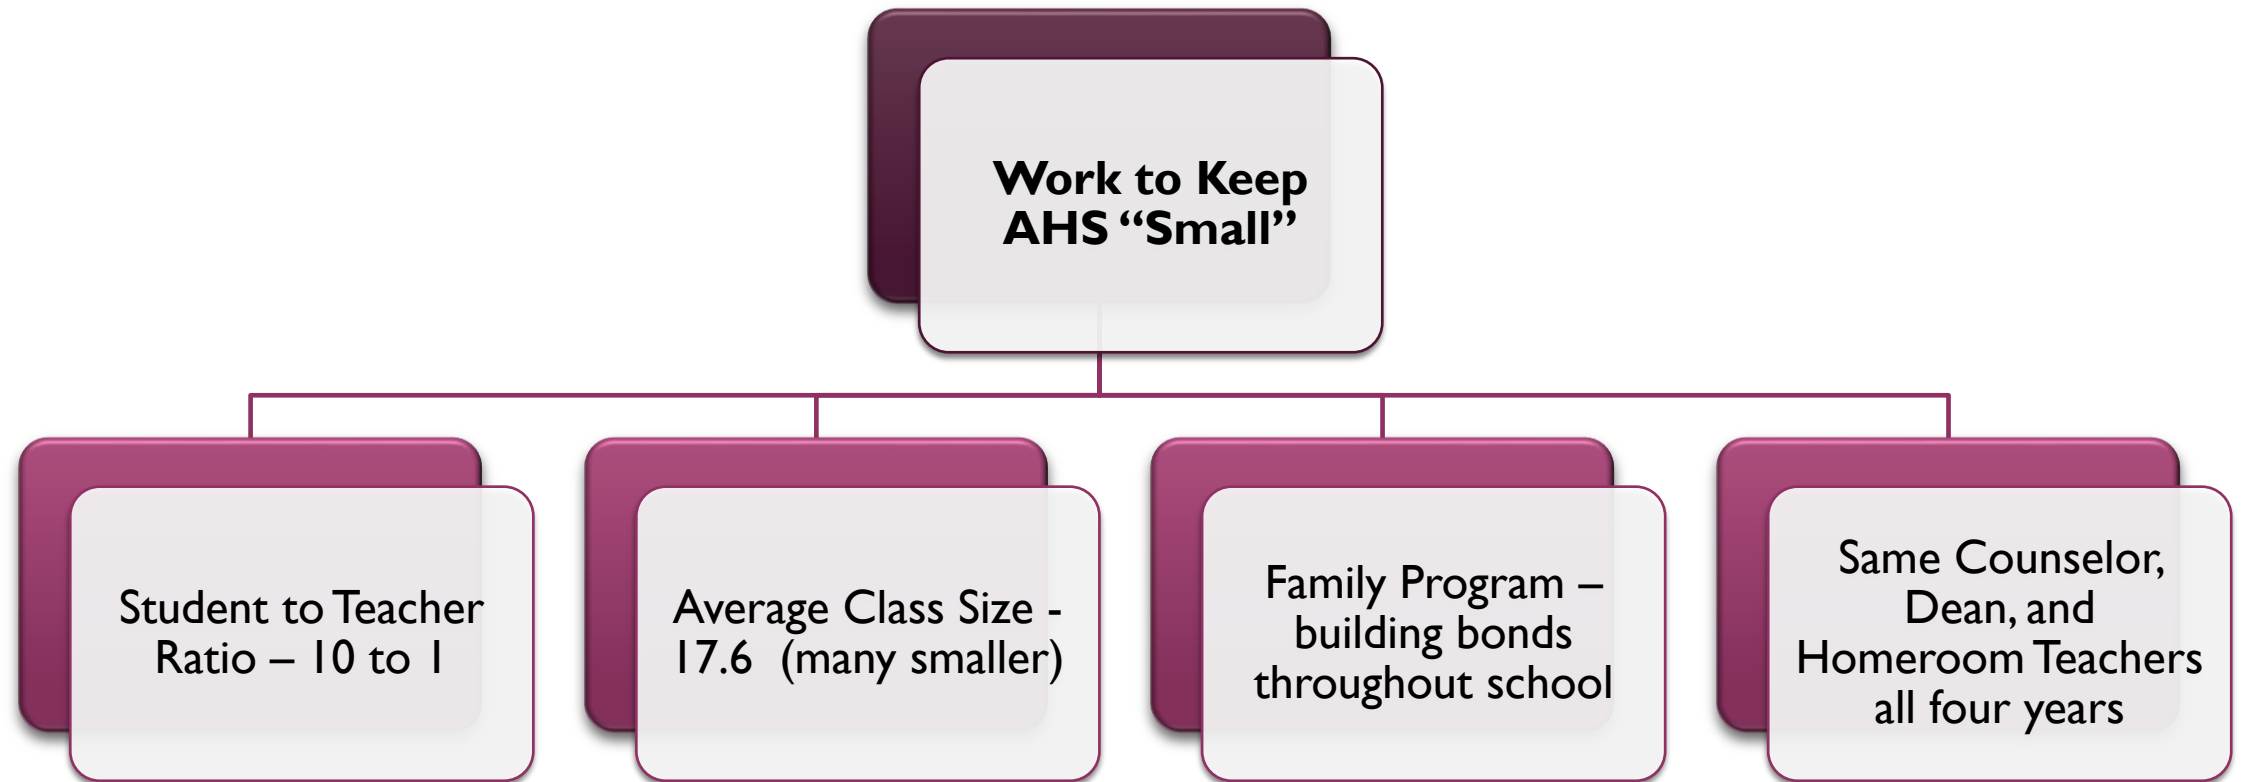 Work to Keep
AHS “Small”
Student to Teacher
Ratio – 10 to 1
Average Class Size -
17.6 (many smaller)
Family Program –
building bonds
throughout school
Same Counselor,
Dean, and
Homeroom Teachers
all four years